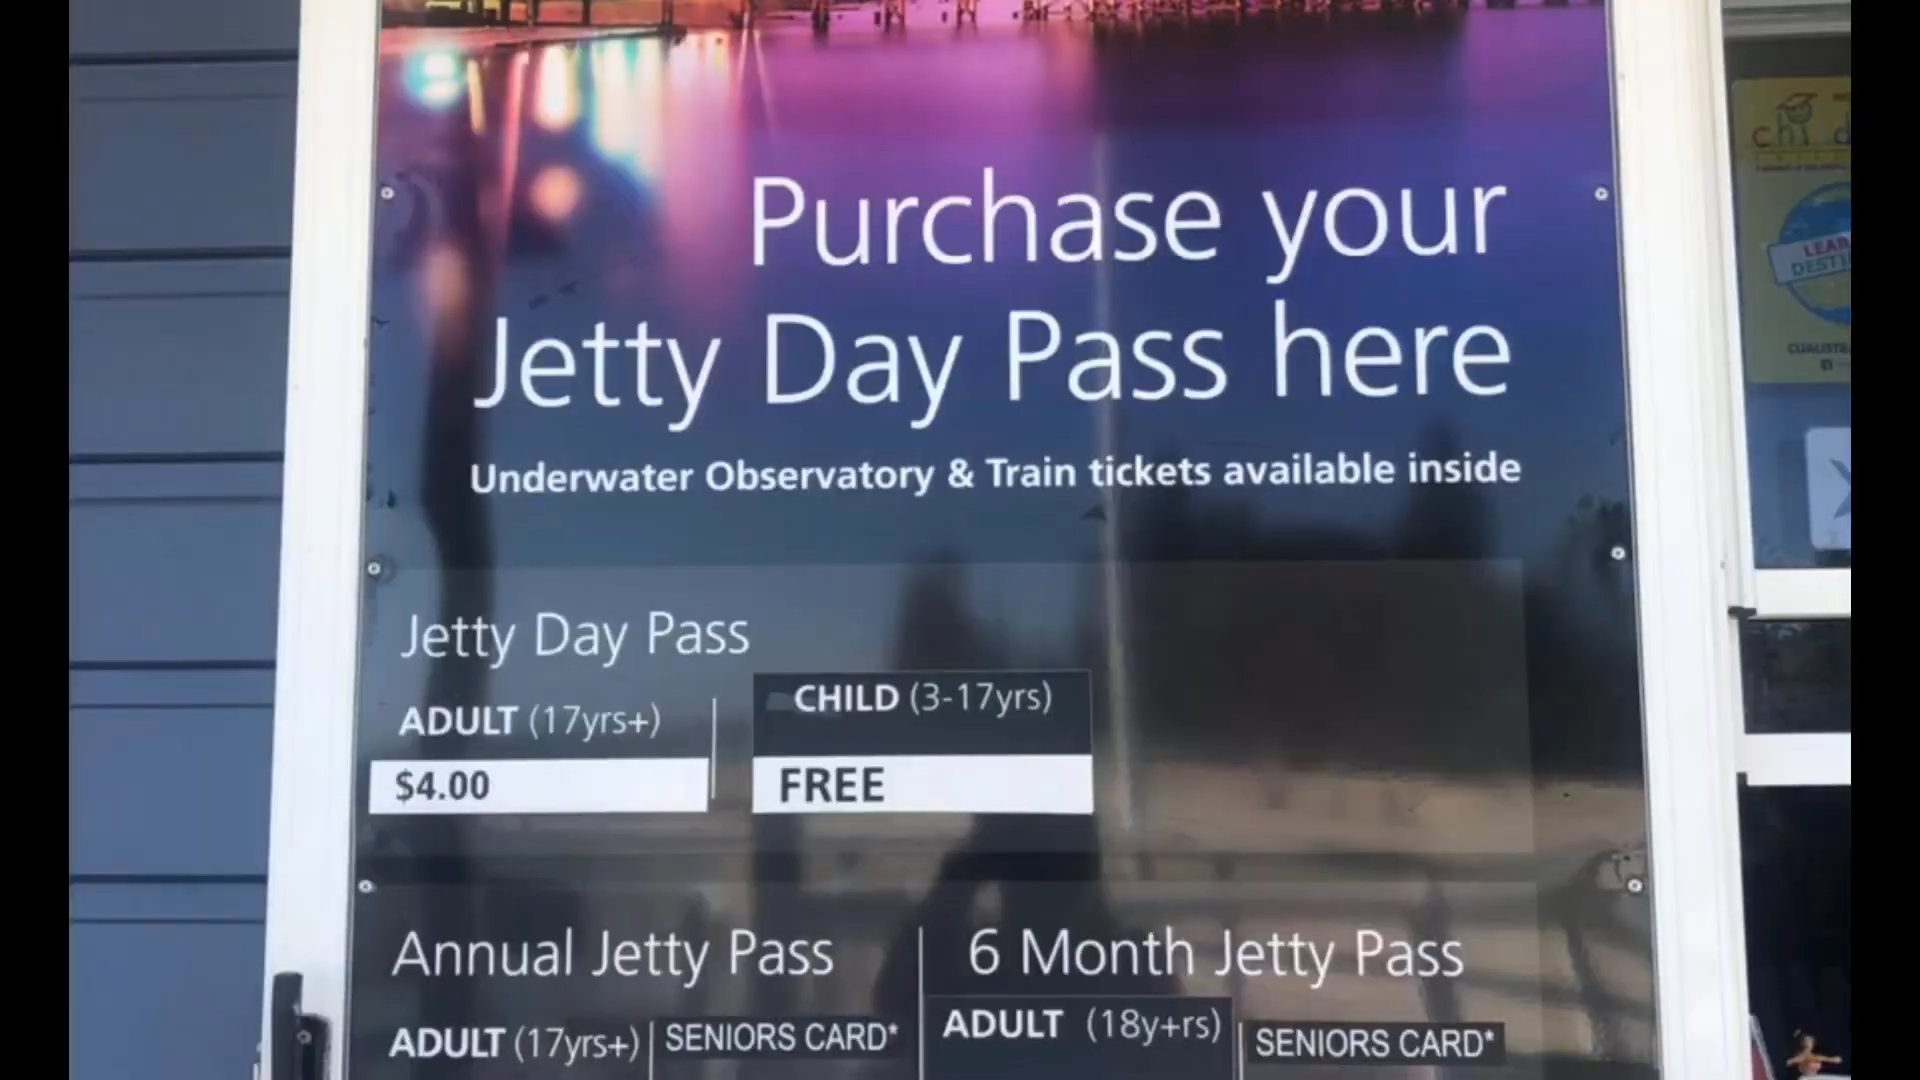 Purchase your
Jetty Day Pass here
Underwater Observatory & Train tickets available inside
Jetty Day Pass
ADULT (17yrs+)
$4.00
CHILD (3-17yrs)
FREE
Annual Jetty Pass
ADULT (17yrs+)
SENIORS CARD*
6 Month Jetty Pass
ADULT (18y+rs)
SENIORS CARD*